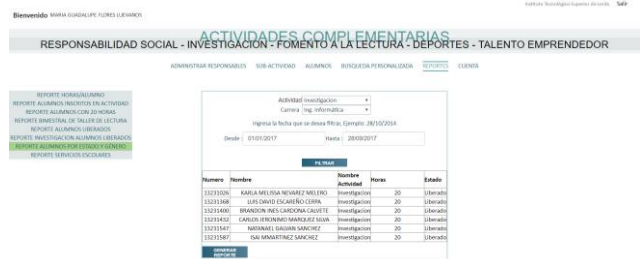 Instituto Tecnológico Superior de Lerdo Salir
Bienvenido MARIA GUADALUPE FLORES LUEVANOS
ACTIVIDADES COMPLEMENTARIAS
RESPONSABILIDAD SOCIAL - INVESTIGACIÓN - FOMENTO A LA LECTURA - DEPORTES - TALENTO EMPRENDEDOR
ADMINISTRAR RESPONSABLES SUB-ACTIVIDAD ALUMNOS BUSQUEDA PERSONALIZADA REPORTES CUENTA
REPORTE HORAS/ALUMNO
REPORTE ALUMNOS INSCRITOS EN ACTIVIDAD
REPORTE ALUMNOS CON 20 HORAS
REPORTE BIMESTRAL DE TALLER DE LECTURA
REPORTE ALUMNOS LIBERADOS
REPORTE INVESTIGACION ALUMNOS LIBERADOS
REPORTE ALUMNOS POR ESTADO Y GÉNERO
REPORTE SERVICIOS ESCOLARES
Actividad Investigacion
Carrera Ing. Informática
Ingresa la fecha que se desea filtrar, Ejemplo: 28/10/2016
Desde : 01/01/2017 Hasta : 28/09/2017
FILTRAR
Numero Nombre Nombre Actividad Horas Estado
13231026 KARLA MELISSA NEVAREZ MELERO Investigacion 20 Liberado
13231368 LUIS DAVID ESCAREÑO CERPA Investigacion 20 Liberado
13231400 BRANDON INES CARDONA CALVETE Investigacion 20 Liberado
13231432 CARLOS JERONIMO MARQUEZ SILVA Investigacion 20 Liberado
13231547 NATANAEL GALVAN SANCHEZ Investigacion 20 Liberado
13231587 ISAI MMARTINEZ SANCHEZ Investigacion 20 Liberado
GENERAR REPORTE